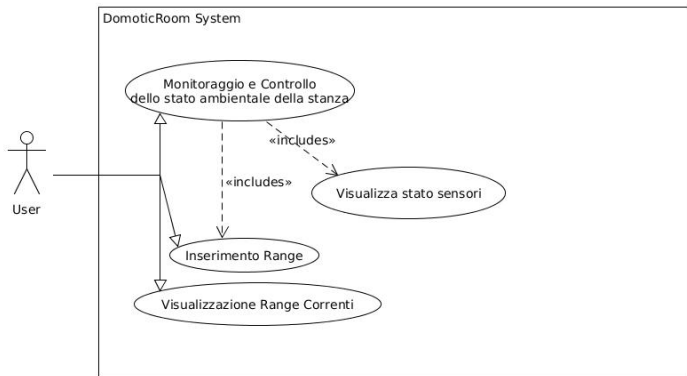 DomoticRoom System
Monitoraggio e Controllo
dello stato ambientale della stanza
«includes»
«includes»
Visualizza stato sensori
User
Inserimento Range
Visualizzazione Range Correnti